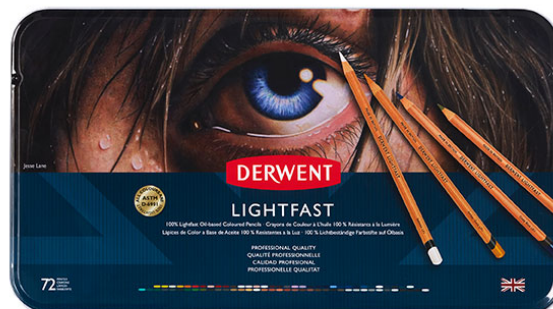 Jesse Lane
DERWENT
ASTM
D-6901
LIGHTFAST
100% Lightfast Oil-based Coloured Pencils · Crayons de Couleur à L'huile 100 % Résistants à la Lumière
Lápices de Color a Base de Aceite 100 % Resistentes a la Luz · 100 % Lichtbeständige Farbstifte auf Ölbasis
PROFESSIONAL QUALITY
QUALITÉ PROFESSIONNELLE
CALIDAD PROFESIONAL
PROFESSIONELLE QUALITÄT
72